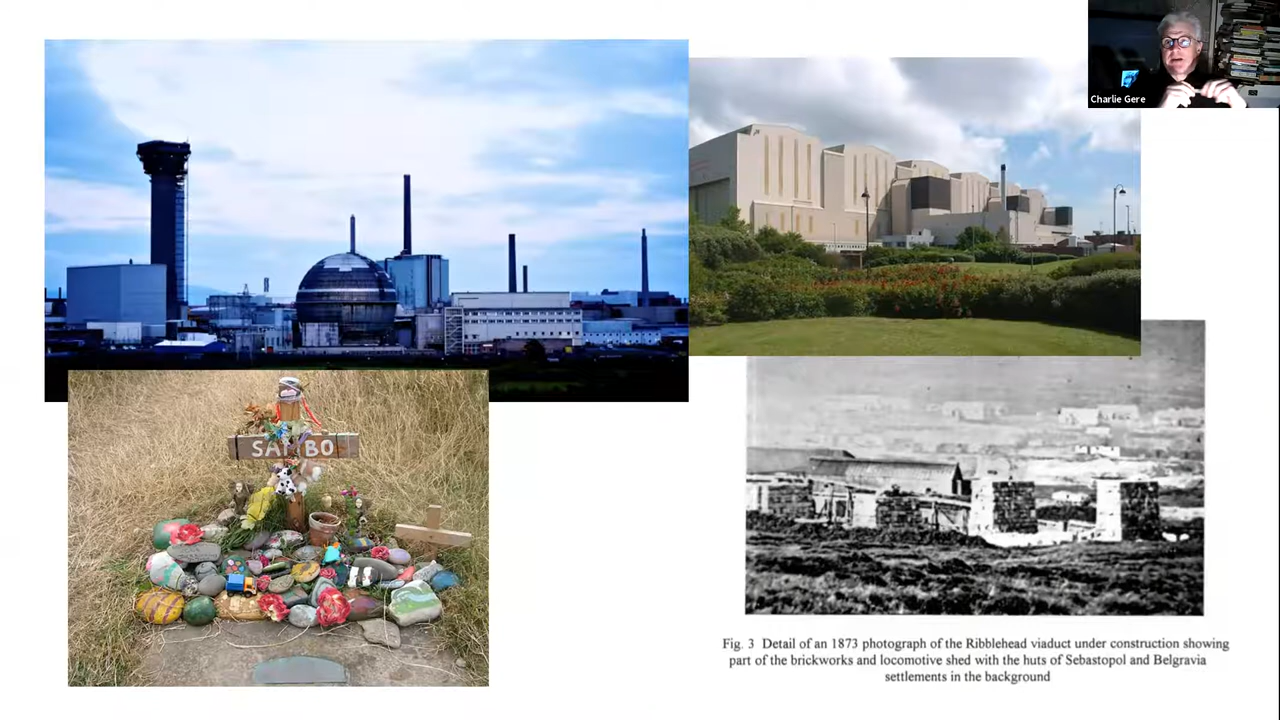 Charlie Gere
SAMBO
Fig. 3 Detail of an 1873 photograph of the Ribblehead viaduct under construction showing
part of the brickworks and locomotive shed with the huts of Sebastopol and Belgravia
settlements in the background